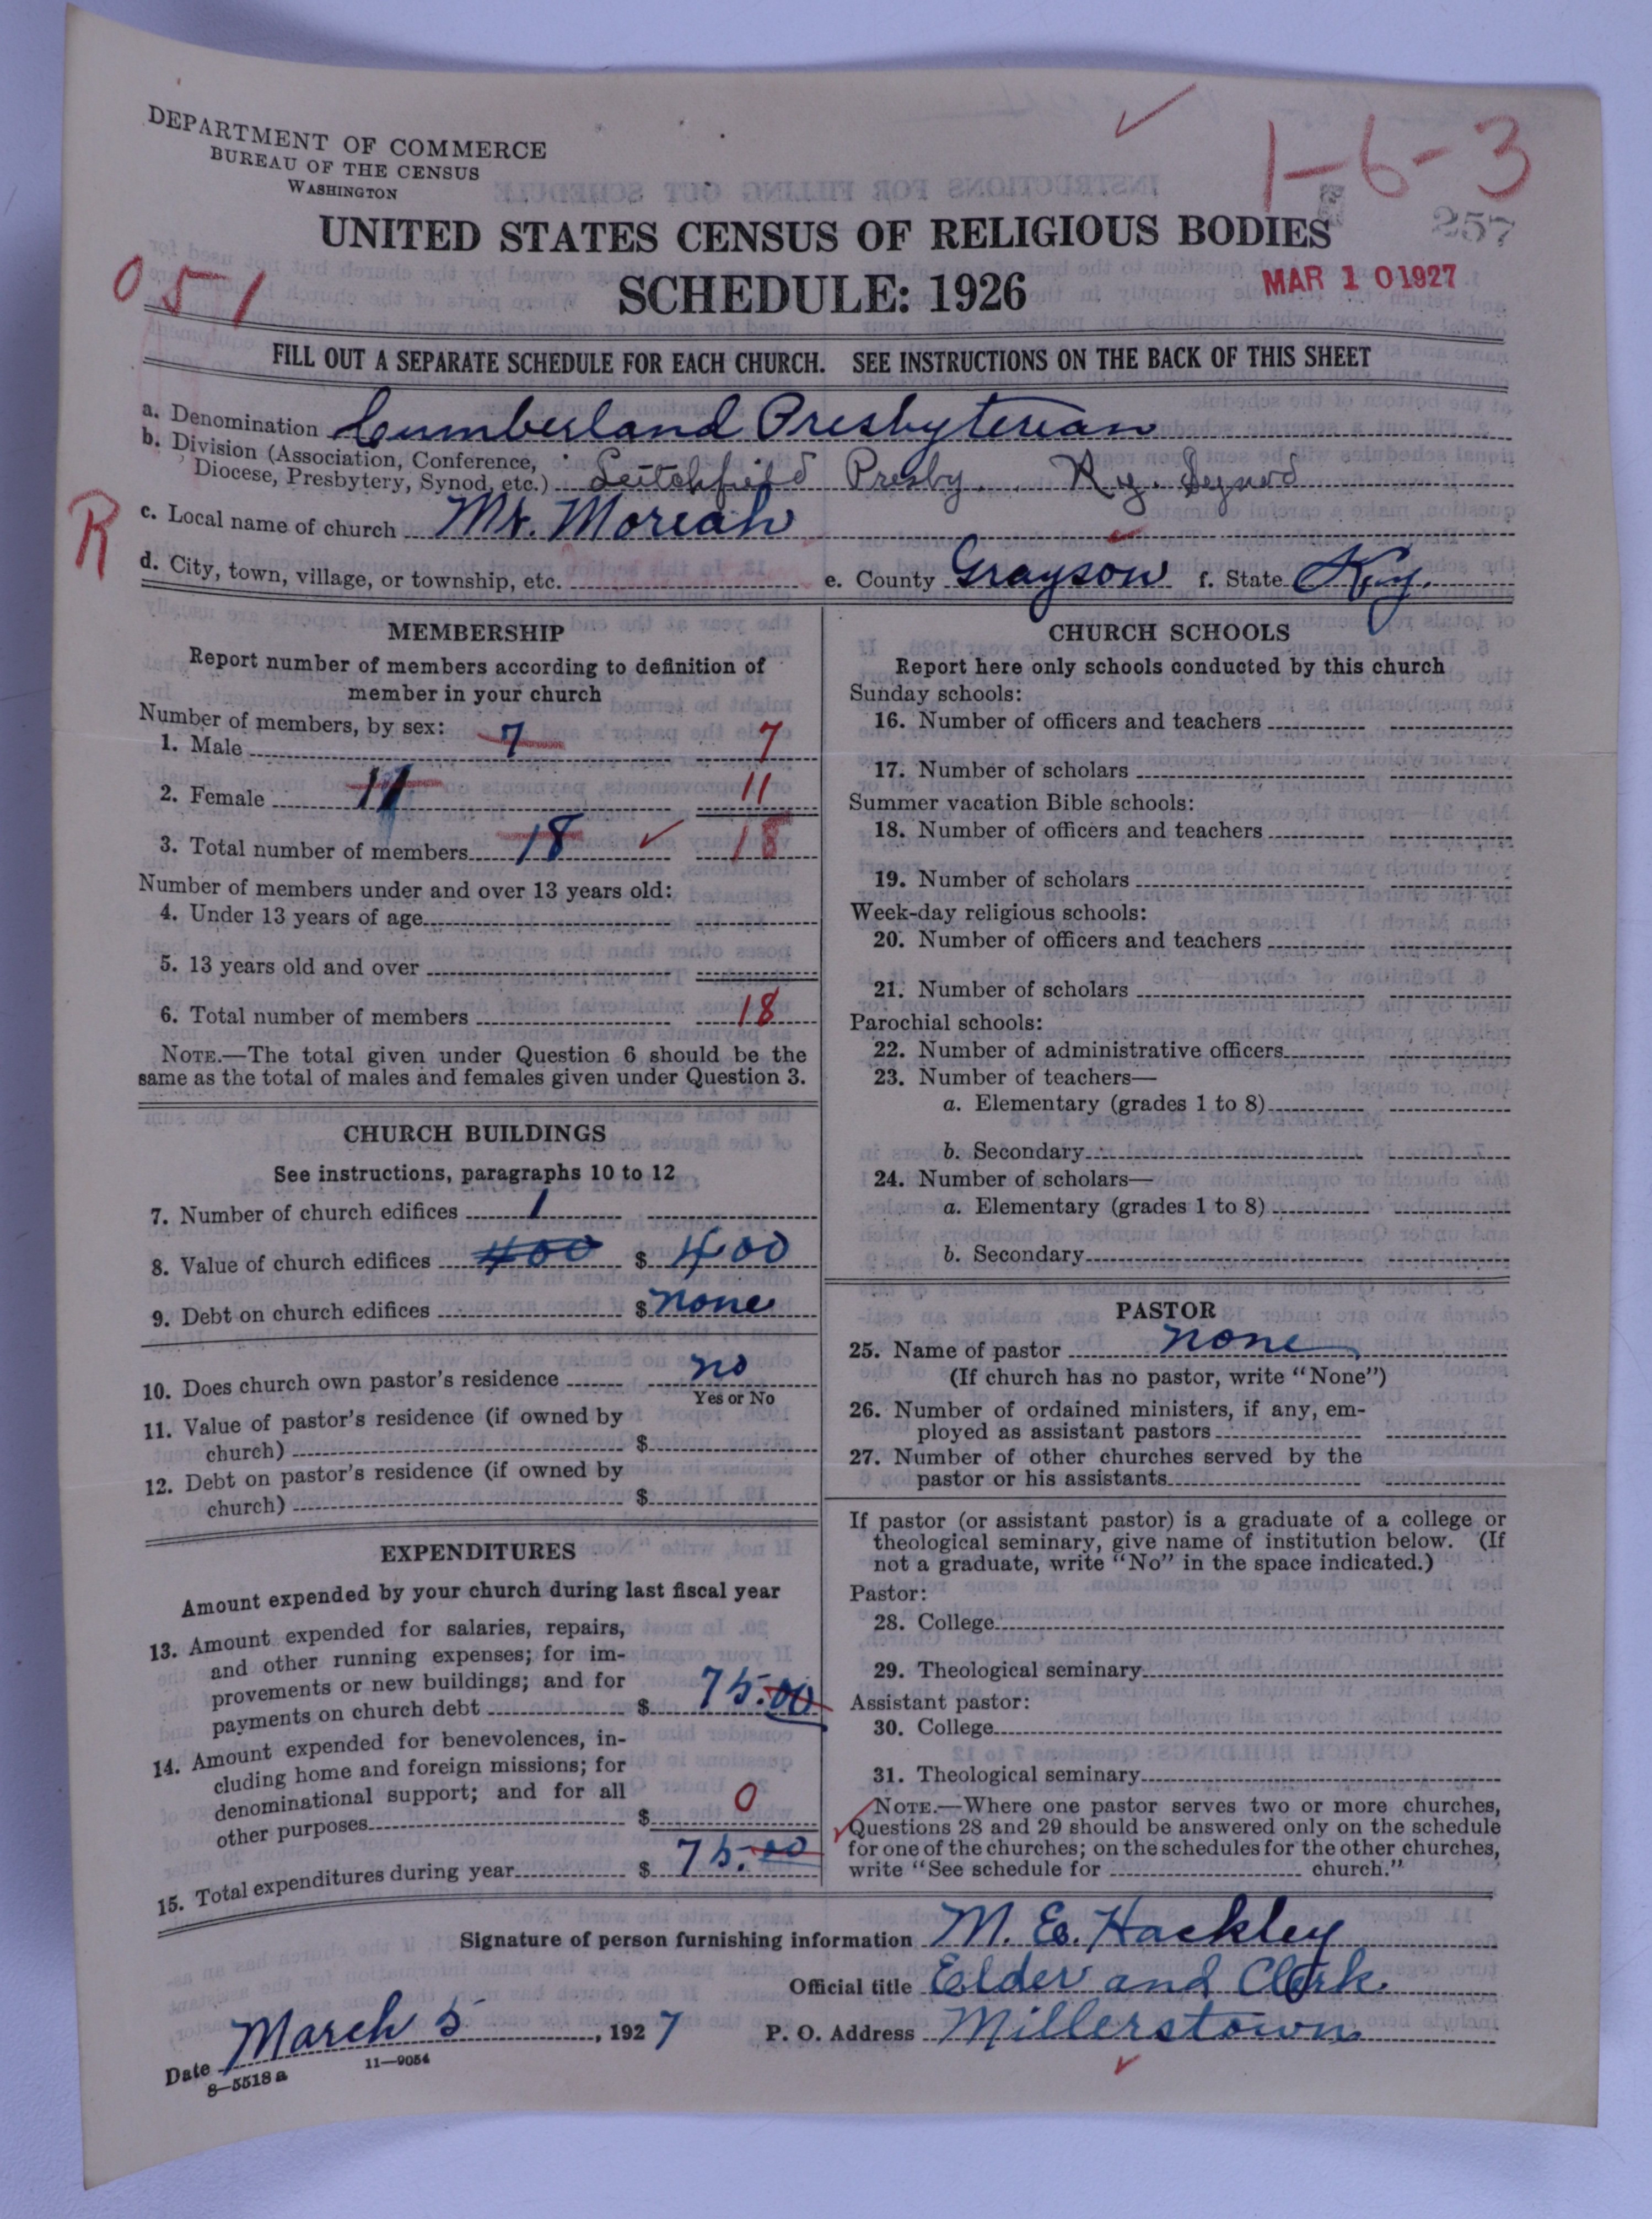 DEPARTMENT OF COMMERCE
BUREAU OF THE CENSUS
WASHINGTON
1-6-3
257
UNITED STATES CENSUS OF RELIGIOUS BODIES
SCHEDULE: 1926
MAR 10 1927
051
FILL OUT A SEPARATE SCHEDULE FOR EACH CHURCH. SEE INSTRUCTIONS ON THE BACK OF THIS SHEET
a. Denomination Cumberland Presbyterian
b. Division (Association, Conference,
Diocese, Presbytery, Synod, etc.) Leitchfield Presby. Ky. Synod
R
c. Local name of church Mt. Moriah
d. City, town, village, or township, etc. e. County Grayson f. State Ky.
MEMBERSHIP
Report number of members according to definition of
member in your church
Number of members, by sex:
1. Male 7 7
2. Female 11 11
3. Total number of members 18 18
Number of members under and over 13 years old:
4. Under 13 years of age
5. 13 years old and over
6. Total number of members 18
NOTE.—The total given under Question 6 should be the
same as the total of males and females given under Question 3.
CHURCH BUILDINGS
See instructions, paragraphs 10 to 12
7. Number of church edifices 1
8. Value of church edifices 400 $ 400
9. Debt on church edifices $ none
10. Does church own pastor's residence no
Yes or No
11. Value of pastor's residence (if owned by
church) $
12. Debt on pastor's residence (if owned by
church) $
EXPENDITURES
Amount expended by your church during last fiscal year
13. Amount expended for salaries, repairs,
and other running expenses; for im-
provements or new buildings; and for
payments on church debt $ 75.00
14. Amount expended for benevolences, in-
cluding home and foreign missions; for
denominational support; and for all
other purposes $ 0
15. Total expenditures during year $ 75.00
CHURCH SCHOOLS
Report here only schools conducted by this church
Sunday schools:
16. Number of officers and teachers
17. Number of scholars
Summer vacation Bible schools:
18. Number of officers and teachers
19. Number of scholars
Week-day religious schools:
20. Number of officers and teachers
21. Number of scholars
Parochial schools:
22. Number of administrative officers
23. Number of teachers—
a. Elementary (grades 1 to 8)
b. Secondary
24. Number of scholars—
a. Elementary (grades 1 to 8)
b. Secondary
PASTOR
25. Name of pastor none
(If church has no pastor, write "None")
26. Number of ordained ministers, if any, em-
ployed as assistant pastors
27. Number of other churches served by the
pastor or his assistants
If pastor (or assistant pastor) is a graduate of a college or
theological seminary, give name of institution below. (If
not a graduate, write "No" in the space indicated.)
Pastor:
28. College
29. Theological seminary
Assistant pastor:
30. College
31. Theological seminary
NOTE.—Where one pastor serves two or more churches,
Questions 28 and 29 should be answered only on the schedule
for one of the churches; on the schedules for the other churches,
write "See schedule for church."
Signature of person furnishing information M. E. Hackley
Official title Elder and Clerk
Date March 5, 1927 P. O. Address Millerstown
8-5518 a 11-9054